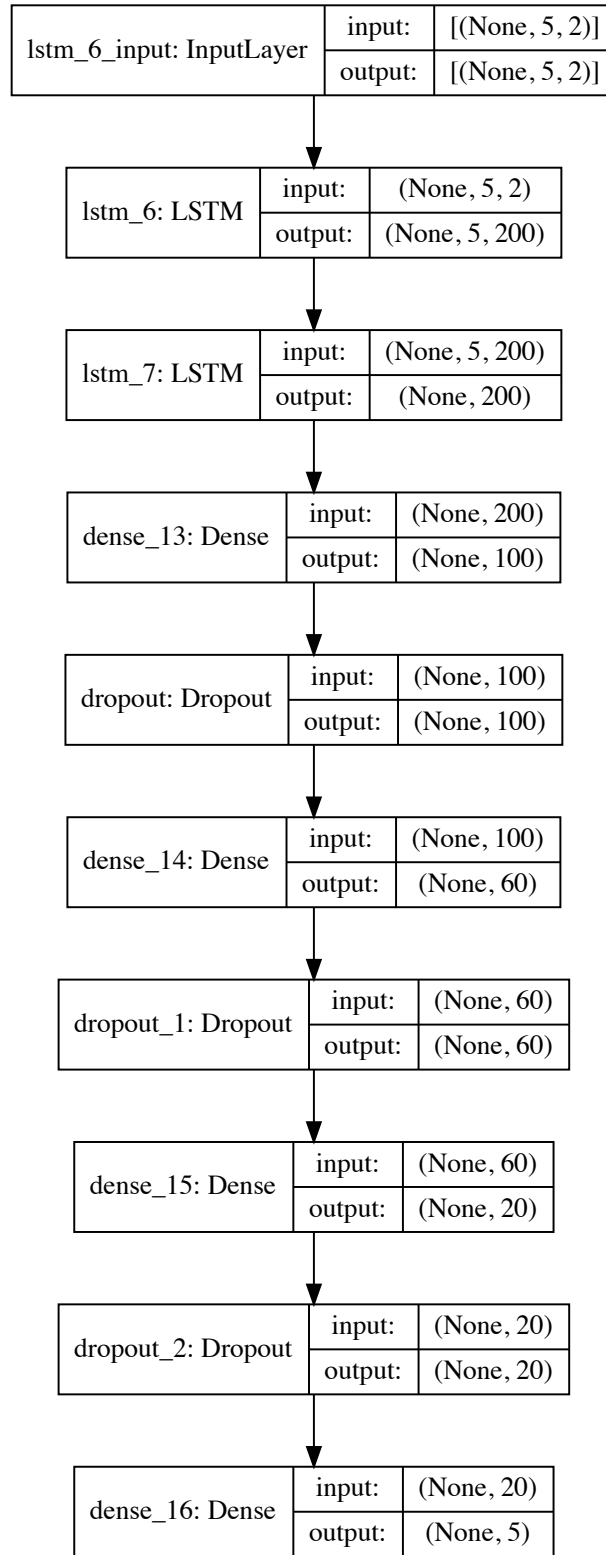 lstm_6_input: InputLayer
input: [(None, 5, 2)]
output: [(None, 5, 2)]
lstm_6: LSTM
input: (None, 5, 2)
output: (None, 5, 200)
lstm_7: LSTM
input: (None, 5, 200)
output: (None, 200)
dense_13: Dense
input: (None, 200)
output: (None, 100)
dropout: Dropout
input: (None, 100)
output: (None, 100)
dense_14: Dense
input: (None, 100)
output: (None, 60)
dropout_1: Dropout
input: (None, 60)
output: (None, 60)
dense_15: Dense
input: (None, 60)
output: (None, 20)
dropout_2: Dropout
input: (None, 20)
output: (None, 20)
dense_16: Dense
input: (None, 20)
output: (None, 5)